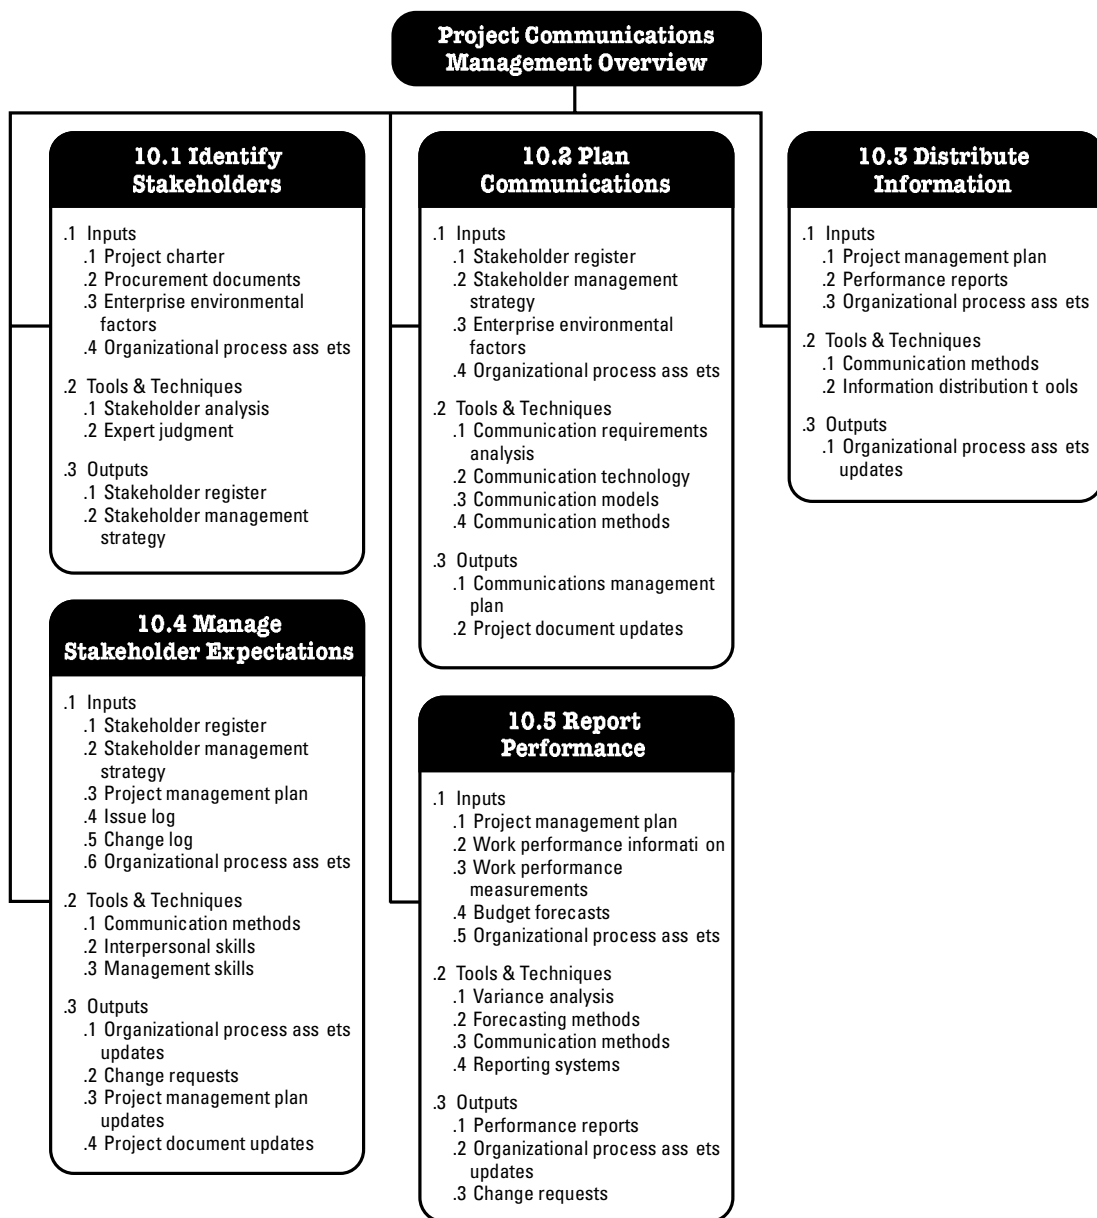 Project Communications
Management Overview
10.1 Identify
Stakeholders
.1 Inputs
.1 Project charter
.2 Procurement documents
.3 Enterprise environmental
factors
.4 Organizational process ass ets
.2 Tools & Techniques
.1 Stakeholder analysis
.2 Expert judgment
.3 Outputs
.1 Stakeholder register
.2 Stakeholder management
strategy
10.2 Plan
Communications
.1 Inputs
.1 Stakeholder register
.2 Stakeholder management
strategy
.3 Enterprise environmental
factors
.4 Organizational process ass ets
.2 Tools & Techniques
.1 Communication requirements
analysis
.2 Communication technology
.3 Communication models
.4 Communication methods
.3 Outputs
.1 Communications management
plan
.2 Project document updates
10.3 Distribute
Information
.1 Inputs
.1 Project management plan
.2 Performance reports
.3 Organizational process ass ets
.2 Tools & Techniques
.1 Communication methods
.2 Information distribution t ools
.3 Outputs
.1 Organizational process ass ets
updates
10.4 Manage
Stakeholder Expectations
.1 Inputs
.1 Stakeholder register
.2 Stakeholder management
strategy
.3 Project management plan
.4 Issue log
.5 Change log
.6 Organizational process ass ets
.2 Tools & Techniques
.1 Communication methods
.2 Interpersonal skills
.3 Management skills
.3 Outputs
.1 Organizational process ass ets
updates
.2 Change requests
.3 Project management plan
updates
.4 Project document updates
10.5 Report
Performance
.1 Inputs
.1 Project management plan
.2 Work performance informati on
.3 Work performance
measurements
.4 Budget forecasts
.5 Organizational process ass ets
.2 Tools & Techniques
.1 Variance analysis
.2 Forecasting methods
.3 Communication methods
.4 Reporting systems
.3 Outputs
.1 Performance reports
.2 Organizational process ass ets
updates
.3 Change requests